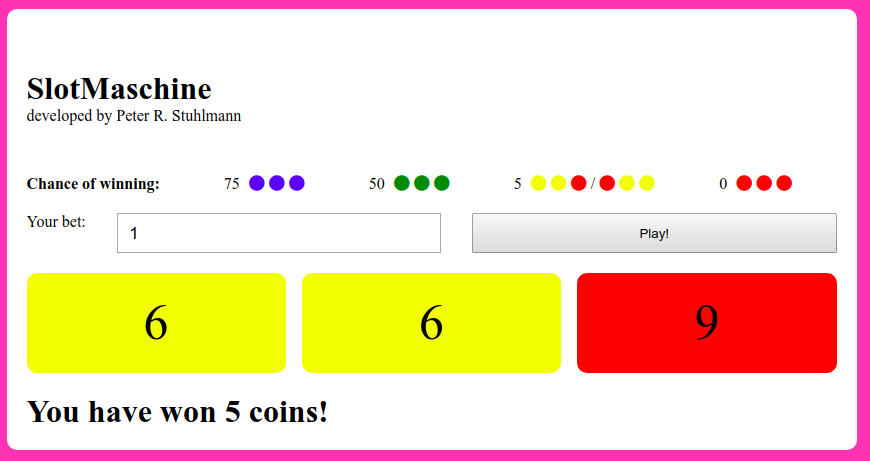 SlotMaschine
developed by Peter R. Stuhlmann
Chance of winning: 75 50 5 / 0
Your bet: 1 Play!
6 6 9
You have won 5 coins!